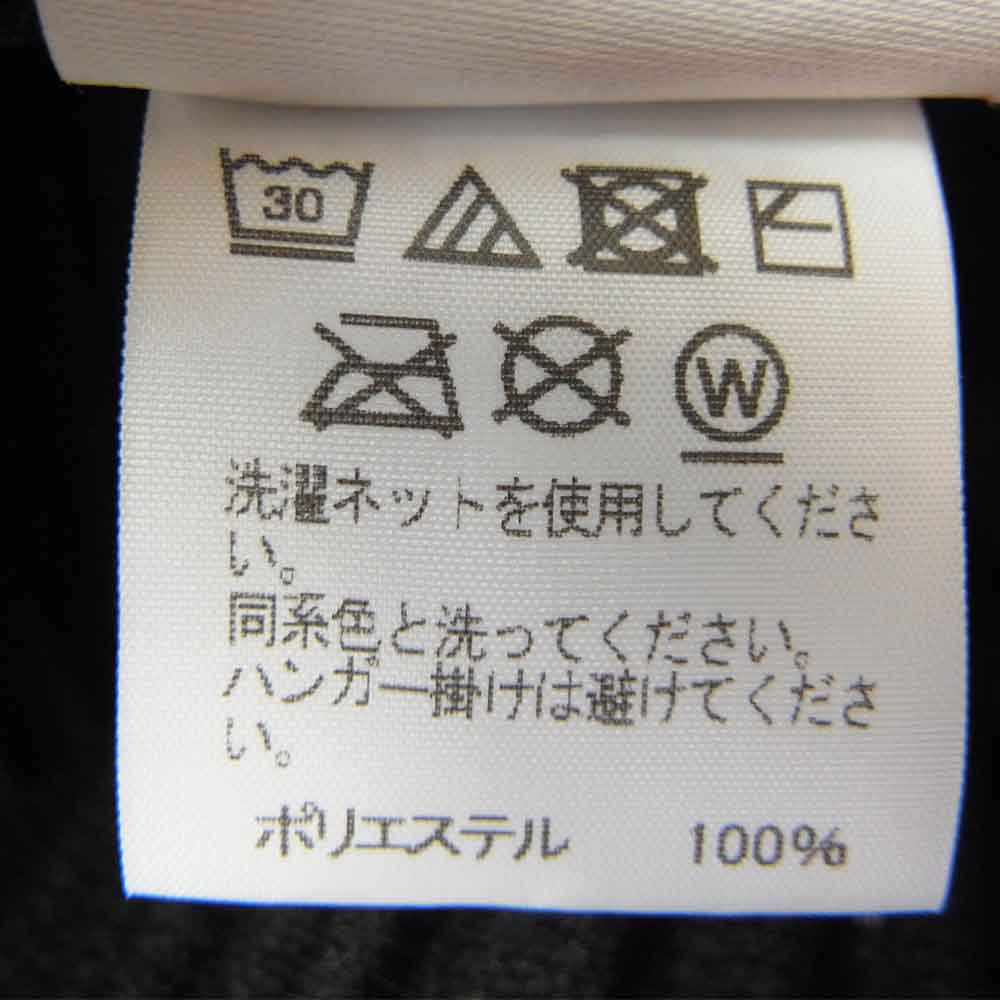 30
W
洗濯ネットを使用してくださ
い。
同系色と洗ってください。
ハンガー掛けは避けてくださ
い。
ポリエステル 100%